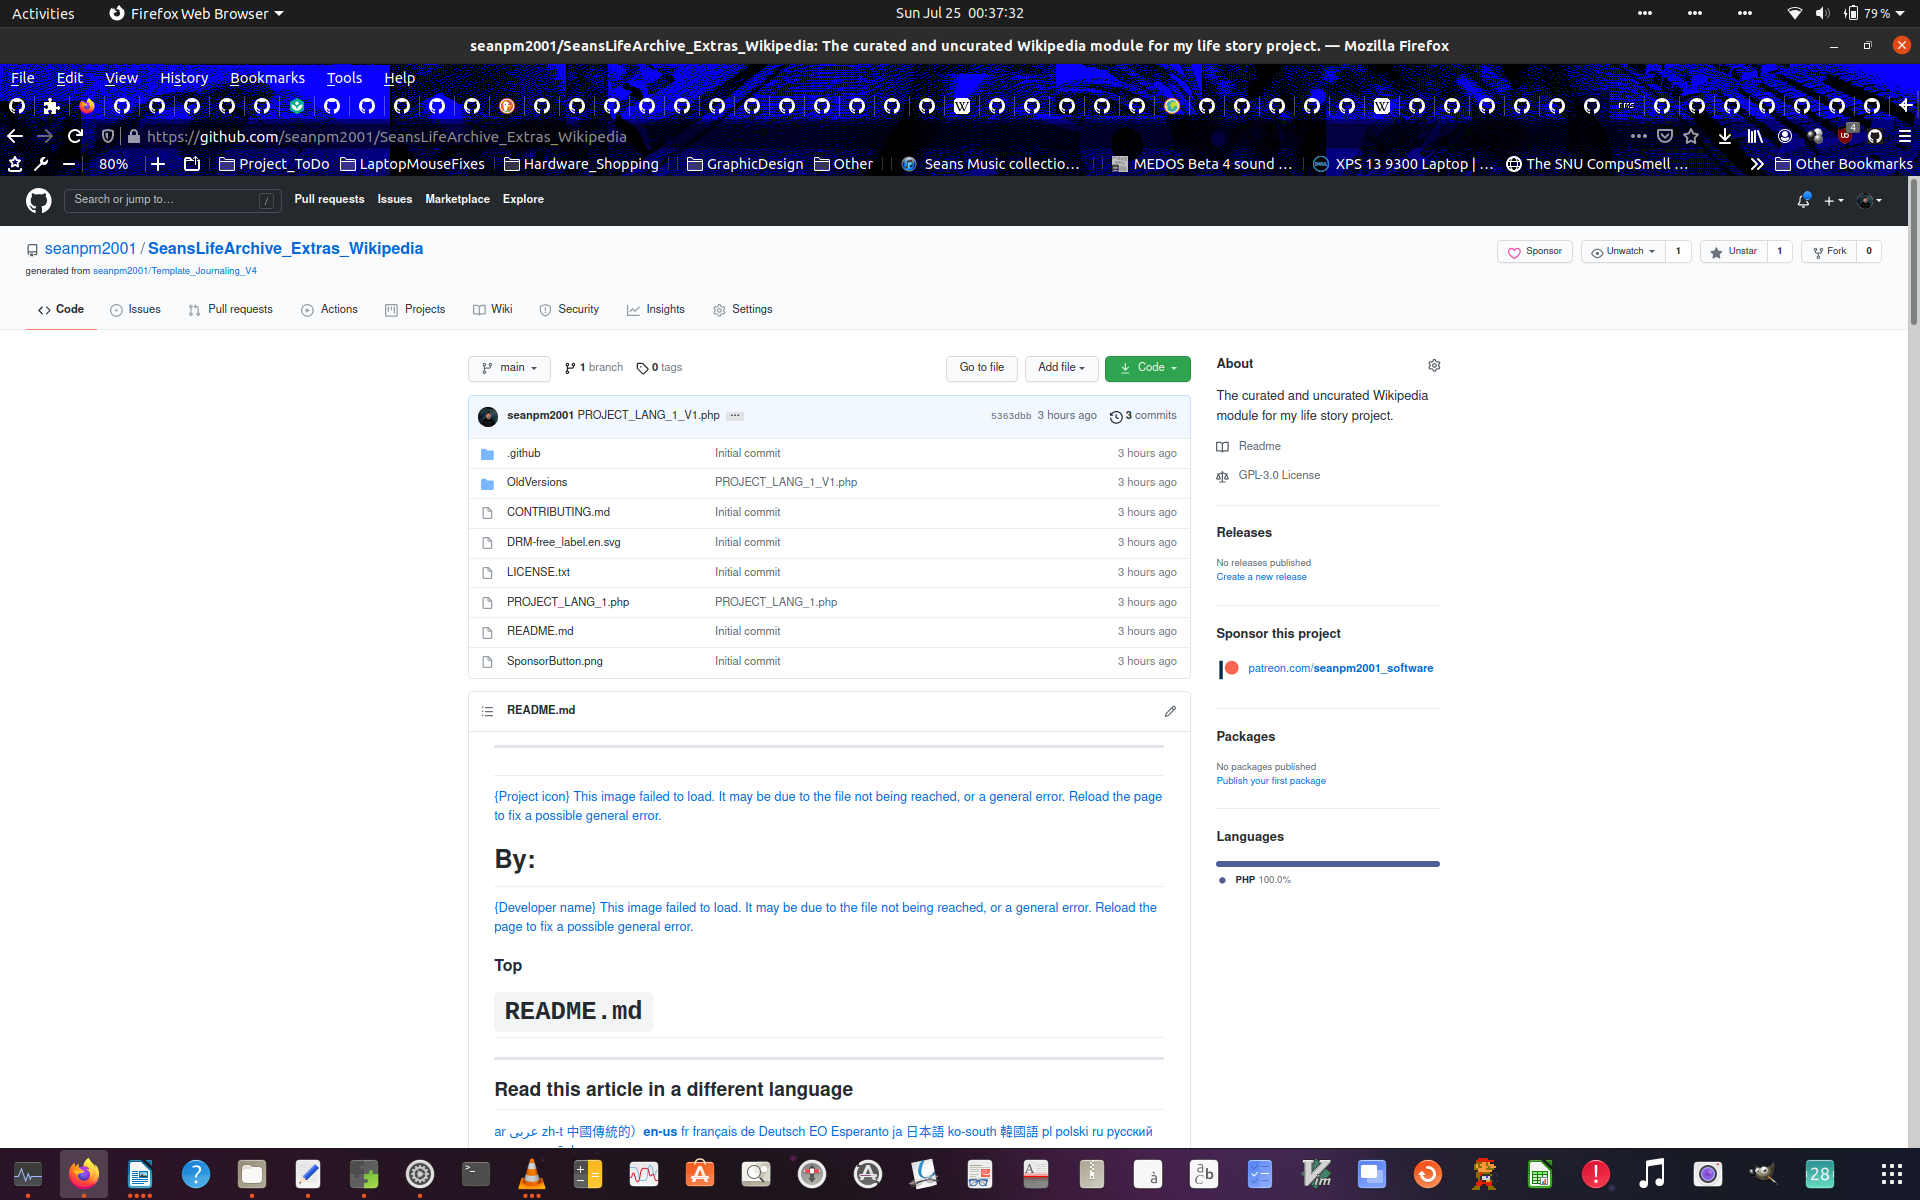 Activities
Firefox Web Browser
Sun Jul 25 00:37:32
79 %
seanpm2001/SeansLifeArchive_Extras_Wikipedia: The curated and uncurated Wikipedia module for my life story project. — Mozilla Firefox
File Edit View History Bookmarks Tools Help
https://github.com/seanpm2001/SeansLifeArchive_Extras_Wikipedia
4
80%
Project_ToDo LaptopMouseFixes Hardware_Shopping GraphicDesign Other Seans Music collectio… MEDOS Beta 4 sound … XPS 13 9300 Laptop | … The SNU CompuSmell … Other Bookmarks
Search or jump to… /
Pull requests Issues Marketplace Explore
seanpm2001 / SeansLifeArchive_Extras_Wikipedia
generated from seanpm2001/Template_Journaling_V4
Sponsor Unwatch 1 Unstar 1 Fork 0
Code Issues Pull requests Actions Projects Wiki Security Insights Settings
main 1 branch 0 tags Go to file Add file Code
seanpm2001 PROJECT_LANG_1_V1.php ··· 5363dbb 3 hours ago 3 commits
.github Initial commit 3 hours ago
OldVersions PROJECT_LANG_1_V1.php 3 hours ago
CONTRIBUTING.md Initial commit 3 hours ago
DRM-free_label.en.svg Initial commit 3 hours ago
LICENSE.txt Initial commit 3 hours ago
PROJECT_LANG_1.php PROJECT_LANG_1.php 3 hours ago
README.md Initial commit 3 hours ago
SponsorButton.png Initial commit 3 hours ago
README.md
{Project icon} This image failed to load. It may be due to the file not being reached, or a general error. Reload the page
to fix a possible general error.
By:
{Developer name} This image failed to load. It may be due to the file not being reached, or a general error. Reload the
page to fix a possible general error.
Top
README.md
Read this article in a different language
ar عربى zh-t 中國傳統的）en-us fr français de Deutsch EO Esperanto ja 日本語 ko-south 韓國語 pl polski ru русский
About
The curated and uncurated Wikipedia
module for my life story project.
Readme
GPL-3.0 License
Releases
No releases published
Create a new release
Sponsor this project
patreon.com/seanpm2001_software
Packages
No packages published
Publish your first package
Languages
PHP 100.0%
28